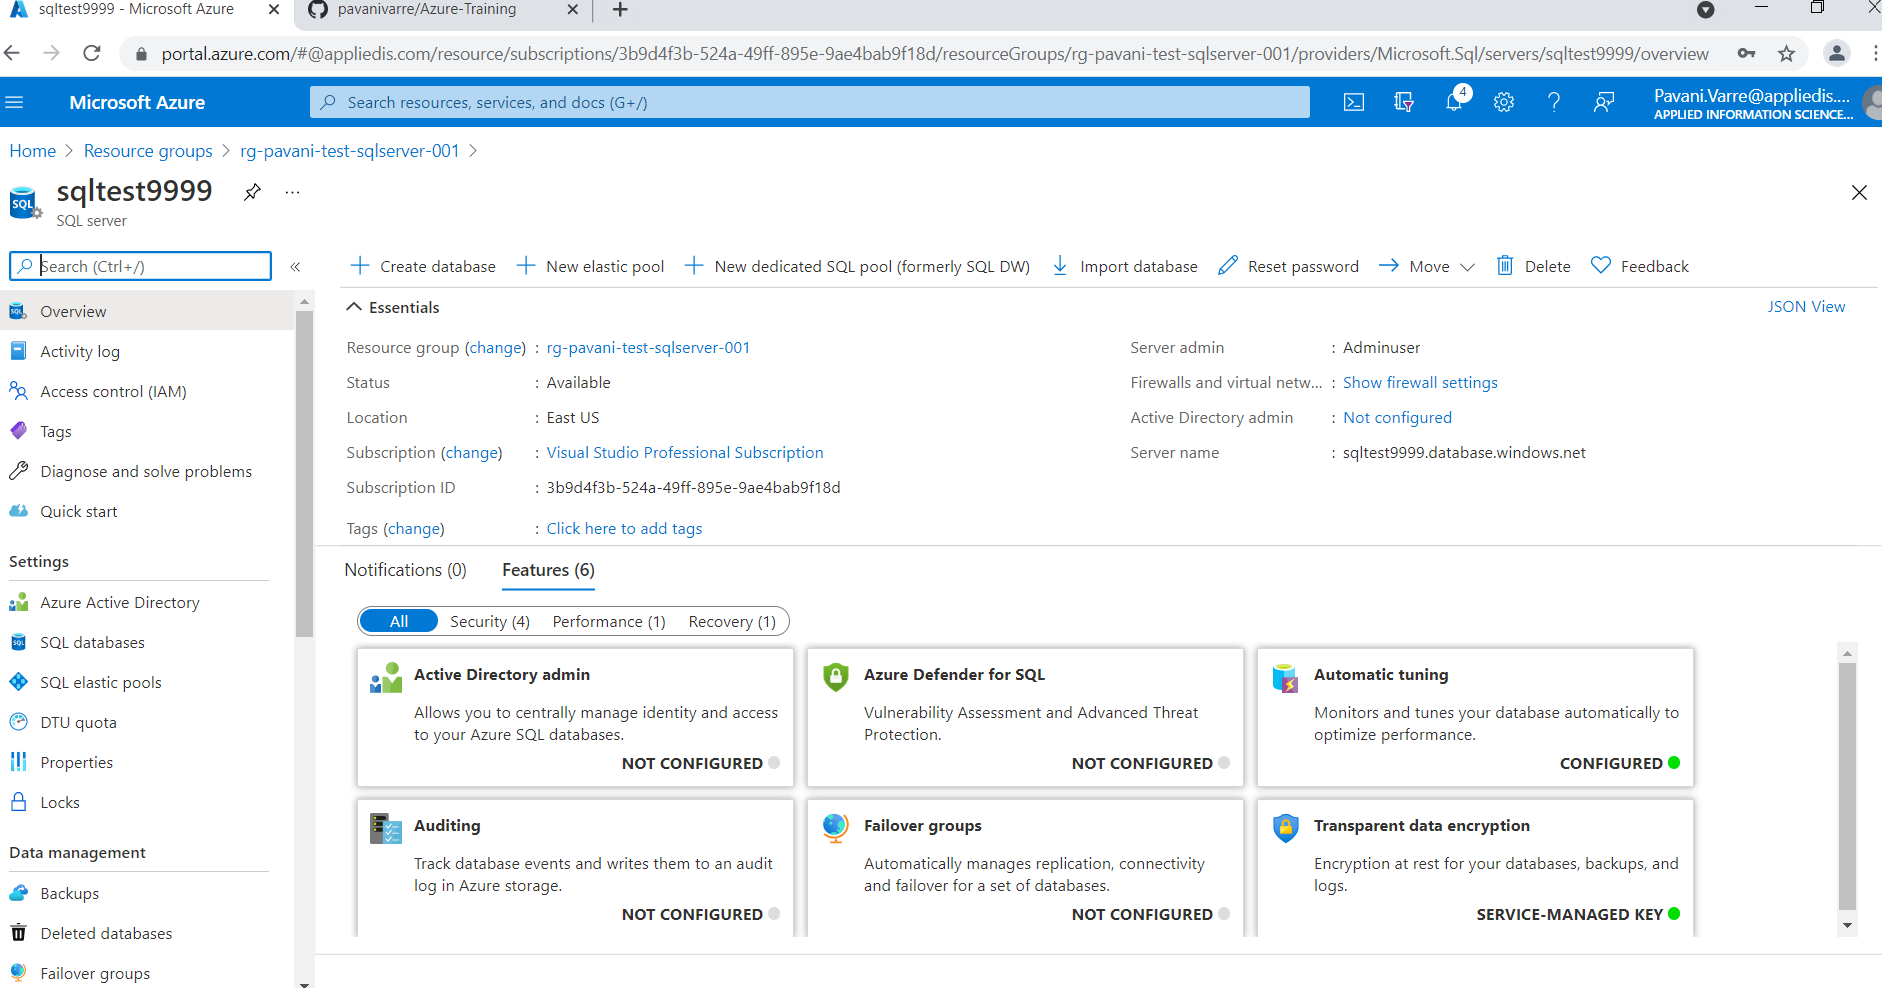 sqltest9999 - Microsoft Azure
pavanivarre/Azure-Training
portal.azure.com/#@appliedis.com/resource/subscriptions/3b9d4f3b-524a-49ff-895e-9ae4bab9f18d/resourceGroups/rg-pavani-test-sqlserver-001/providers/Microsoft.Sql/servers/sqltest9999/overview
Microsoft Azure
Search resources, services, and docs (G+/)
4
Pavani.Varre@appliedis....
APPLIED INFORMATION SCIENCE...
Home > Resource groups > rg-pavani-test-sqlserver-001 >
SQL
sqltest9999
SQL server
Search (Ctrl+/)
Overview
Activity log
Access control (IAM)
Tags
Diagnose and solve problems
Quick start
Settings
Azure Active Directory
SQL databases
SQL elastic pools
DTU quota
Properties
Locks
Data management
Backups
Deleted databases
Failover groups
Create database
New elastic pool
New dedicated SQL pool (formerly SQL DW)
Import database
Reset password
Move
Delete
Feedback
Essentials
JSON View
Resource group (change) : rg-pavani-test-sqlserver-001
Status : Available
Location : East US
Subscription (change) : Visual Studio Professional Subscription
Subscription ID : 3b9d4f3b-524a-49ff-895e-9ae4bab9f18d
Tags (change) : Click here to add tags
Server admin : Adminuser
Firewalls and virtual netw... : Show firewall settings
Active Directory admin : Not configured
Server name : sqltest9999.database.windows.net
Notifications (0)
Features (6)
All
Security (4)
Performance (1)
Recovery (1)
Active Directory admin
Allows you to centrally manage identity and access
to your Azure SQL databases.
NOT CONFIGURED
Azure Defender for SQL
Vulnerability Assessment and Advanced Threat
Protection.
NOT CONFIGURED
Automatic tuning
Monitors and tunes your database automatically to
optimize performance.
CONFIGURED
Auditing
Track database events and writes them to an audit
log in Azure storage.
NOT CONFIGURED
Failover groups
Automatically manages replication, connectivity
and failover for a set of databases.
NOT CONFIGURED
Transparent data encryption
Encryption at rest for your databases, backups, and
logs.
SERVICE-MANAGED KEY